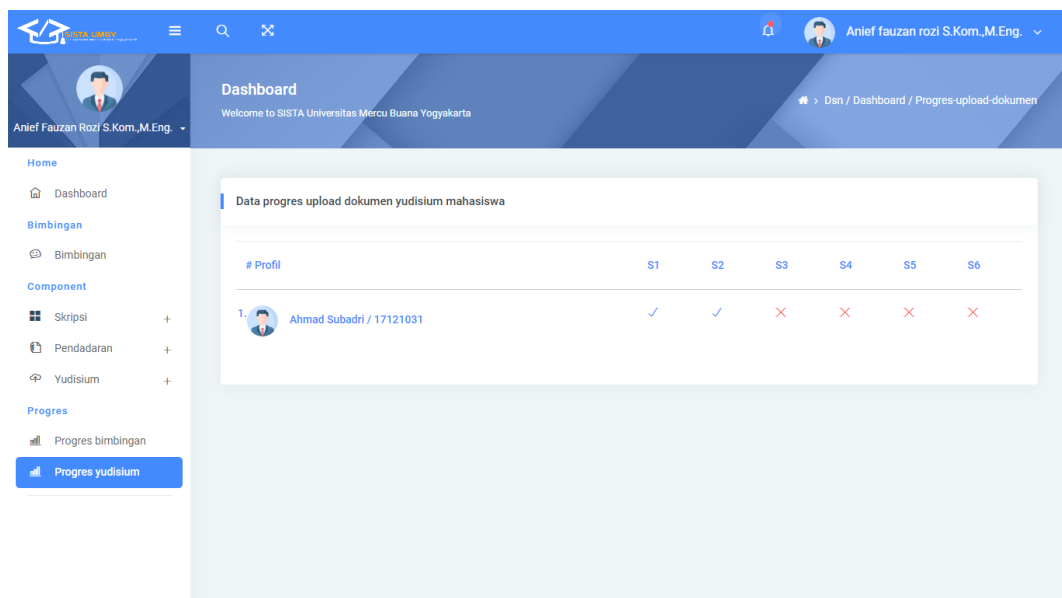 SISTA UMBY
Anief fauzan rozi S.Kom.,M.Eng.
Anief Fauzan Rozi S.Kom.,M.Eng.
Dashboard
Welcome to SISTA Universitas Mercu Buana Yogyakarta
> Dsn / Dashboard / Progres-upload-dokumen
Home
Dashboard
Bimbingan
Bimbingan
Component
Skripsi +
Pendadaran +
Yudisium +
Progres
Progres bimbingan
Progres yudisium
Data progres upload dokumen yudisium mahasiswa
# Profil S1 S2 S3 S4 S5 S6
1. Ahmad Subadri / 17121031